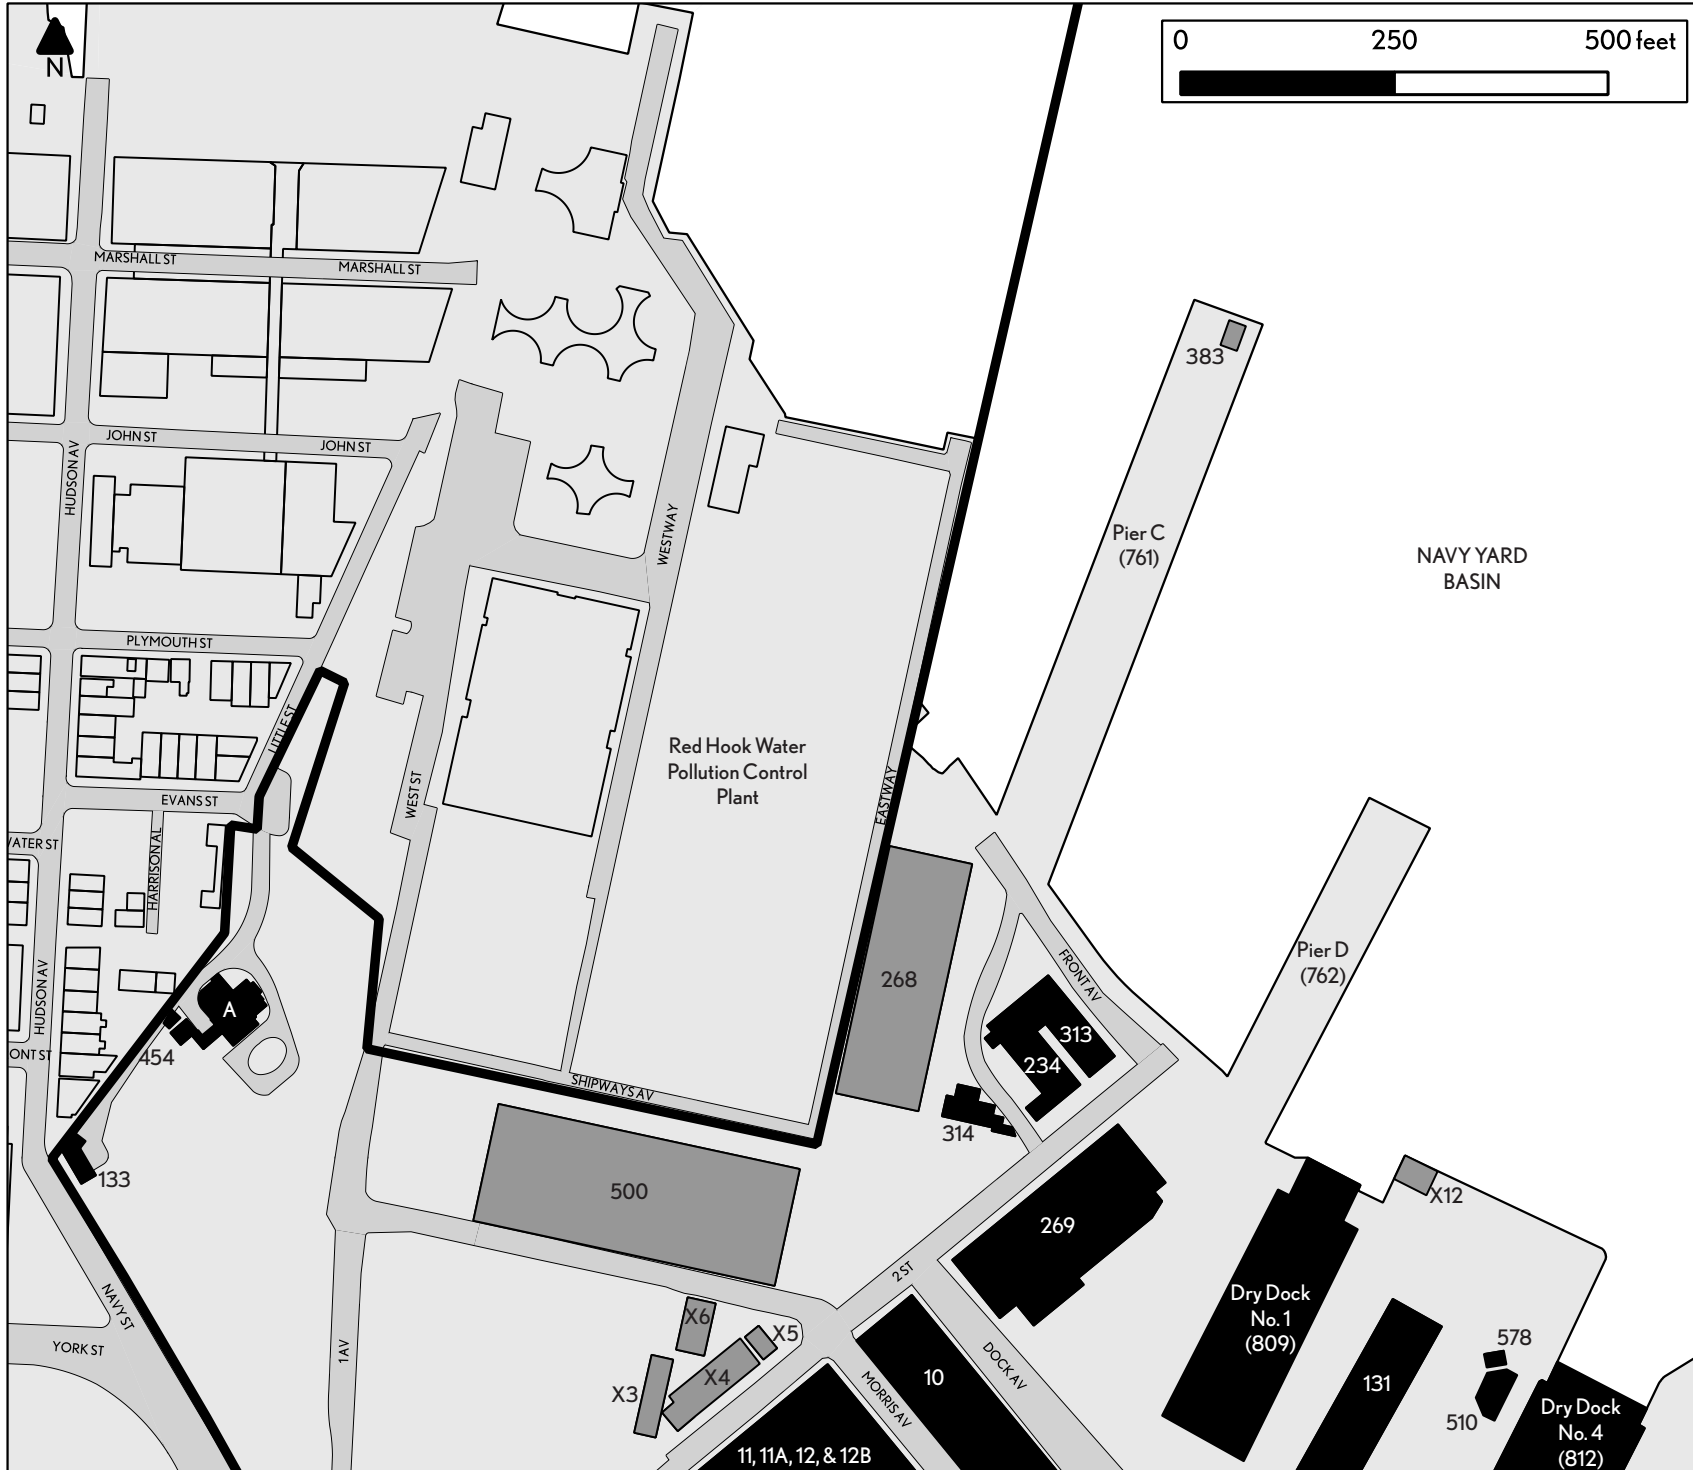 0 250 500 feet
N
MARSHALL ST
MARSHALL ST
383
JOHN ST
JOHN ST
HUDSON AV
WESTWAY
Pier C
(761)
NAVY YARD
BASIN
PLYMOUTH ST
LITTLE ST
Red Hook Water
Pollution Control
Plant
WEST ST
EASTWAY
EVANS ST
HARRISON AL
VATER ST
268
FRONT AV
Pier D
(762)
HUDSON AV
A
454
ONT ST
313
234
SHIPWAYS AV
314
133
500
X12
269
2 ST
NAVY ST
Dry Dock
No. 1
(809)
X6
X5
578
YORK ST
1 AV
X4
X3
DOCK AV
10
MORRIS AV
131
510
Dry Dock
No. 4
(812)
11, 11A, 12, & 12B